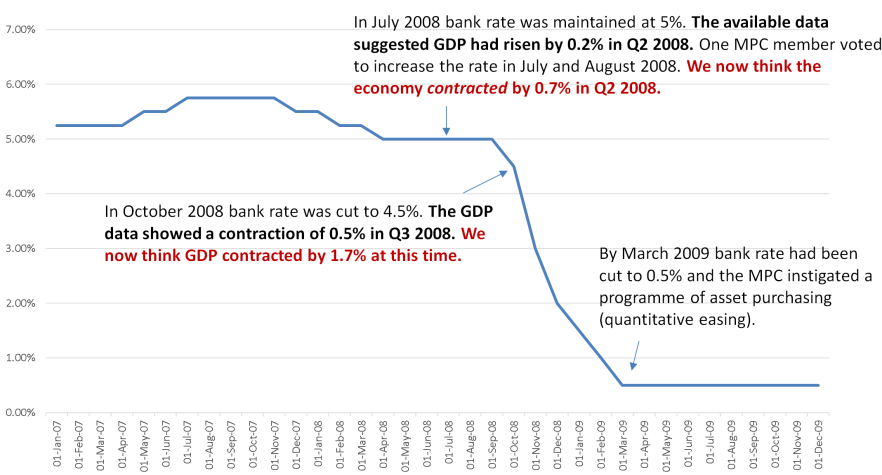 In July 2008 bank rate was maintained at 5%. The available data
suggested GDP had risen by 0.2% in Q2 2008. One MPC member voted
to increase the rate in July and August 2008. We now think the
economy contracted by 0.7% in Q2 2008.
In October 2008 bank rate was cut to 4.5%. The GDP
data showed a contraction of 0.5% in Q3 2008. We
now think GDP contracted by 1.7% at this time.
By March 2009 bank rate had been
cut to 0.5% and the MPC instigated a
programme of asset purchasing
(quantitative easing).
7.00%
6.00%
5.00%
4.00%
3.00%
2.00%
1.00%
0.00%
01-Jan-07
01-Feb-07
01-Mar-07
01-Apr-07
01-May-07
01-Jun-07
01-Jul-07
01-Aug-07
01-Sep-07
01-Oct-07
01-Nov-07
01-Dec-07
01-Jan-08
01-Feb-08
01-Mar-08
01-Apr-08
01-May-08
01-Jun-08
01-Jul-08
01-Aug-08
01-Sep-08
01-Oct-08
01-Nov-08
01-Dec-08
01-Jan-09
01-Feb-09
01-Mar-09
01-Apr-09
01-May-09
01-Jun-09
01-Jul-09
01-Aug-09
01-Sep-09
01-Oct-09
01-Nov-09
01-Dec-09